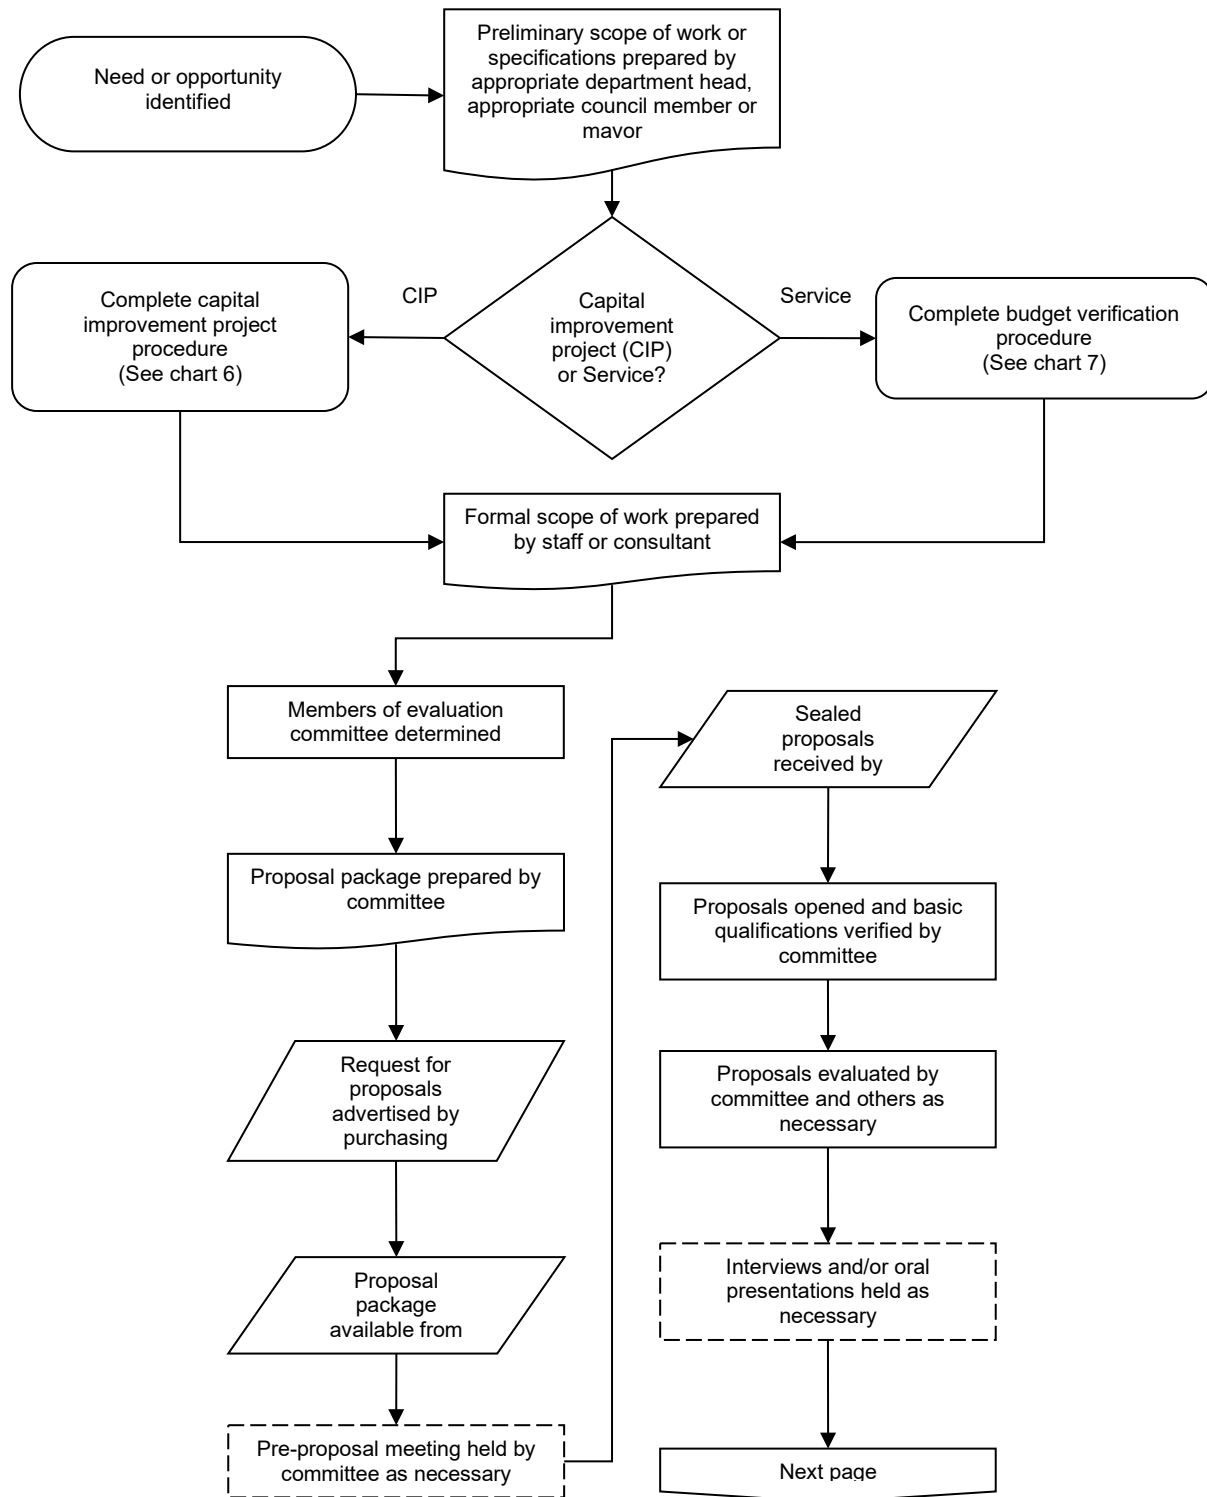 Need or opportunity
identified
Preliminary scope of work or
specifications prepared by
appropriate department head,
appropriate council member or
mavor
CIP
Capital
improvement
project (CIP)
or Service?
Service
Complete capital
improvement project
procedure
(See chart 6)
Complete budget verification
procedure
(See chart 7)
Formal scope of work prepared
by staff or consultant
Members of evaluation
committee determined
Proposal package prepared by
committee
Request for
proposals
advertised by
purchasing
Proposal
package
available from
Pre-proposal meeting held by
committee as necessary
Sealed
proposals
received by
Proposals opened and basic
qualifications verified by
committee
Proposals evaluated by
committee and others as
necessary
Interviews and/or oral
presentations held as
necessary
Next page